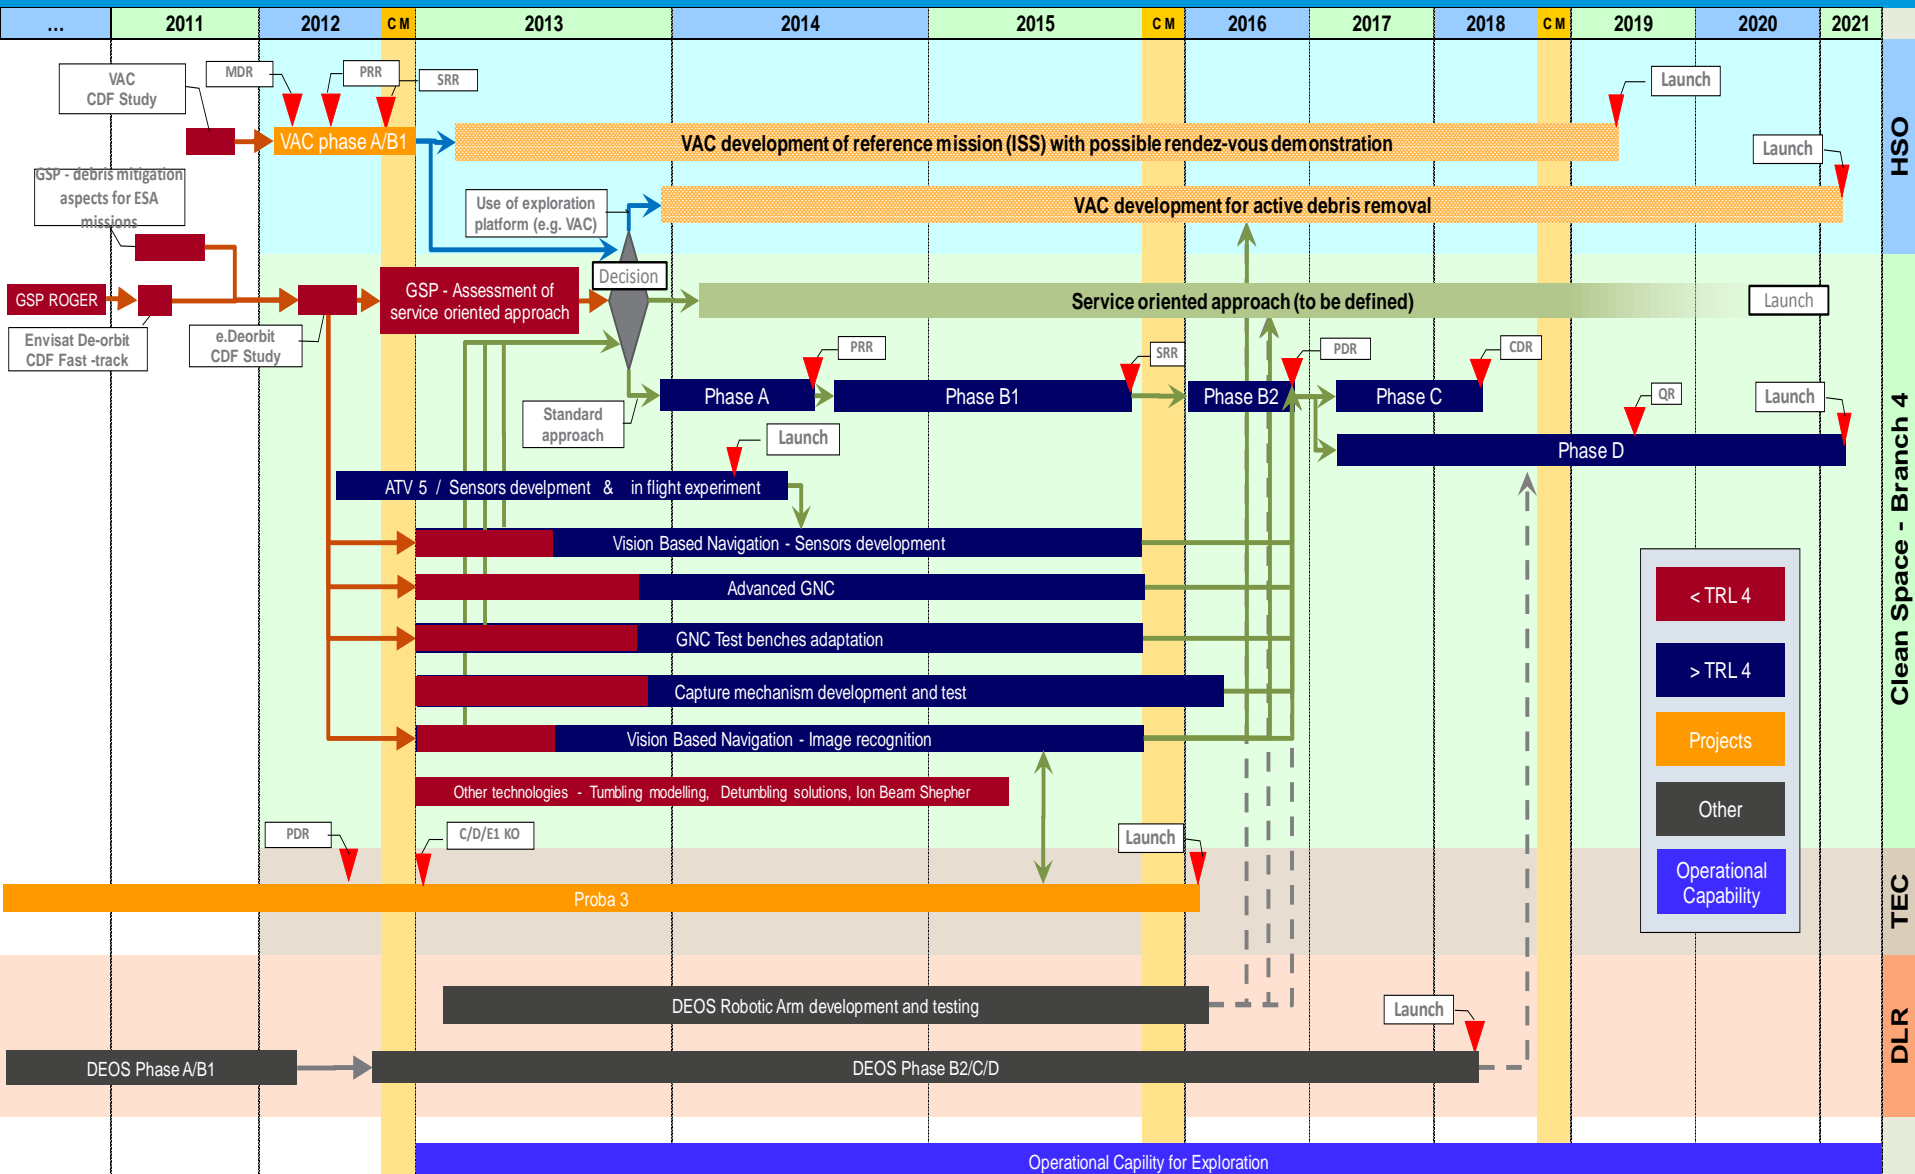 ...
2011
2012
C M
2013
2014
2015
C M
2016
2017
2018
C M
2019
2020
2021
VAC
CDF Study
MDR
PRR
SRR
Launch
VAC phase A/B1
VAC development of reference mission (ISS) with possible rendez-vous demonstration
HSO
Launch
GSP - debris mitigation
aspects for ESA
missions
Use of exploration
platform (e.g. VAC)
VAC development for active debris removal
Decision
GSP ROGER
GSP - Assessment of
service oriented approach
Service oriented approach (to be defined)
Launch
Envisat De-orbit
CDF Fast -track
e.Deorbit
CDF Study
PRR
SRR
PDR
CDR
Phase A
Phase B1
Phase B2
Phase C
QR
Launch
Standard
approach
Launch
Phase D
Clean Space - Branch 4
ATV 5 / Sensors develpment & in flight experiment
Vision Based Navigation - Sensors development
Advanced GNC
GNC Test benches adaptation
Capture mechanism development and test
Vision Based Navigation - Image recognition
Other technologies - Tumbling modelling, Detumbling solutions, Ion Beam Shepher
< TRL 4
> TRL 4
Projects
Other
Operational
Capability
PDR
C/D/E1 KO
Launch
Proba 3
TEC
DEOS Robotic Arm development and testing
Launch
DEOS Phase A/B1
DEOS Phase B2/C/D
DLR
Operational Capility for Exploration